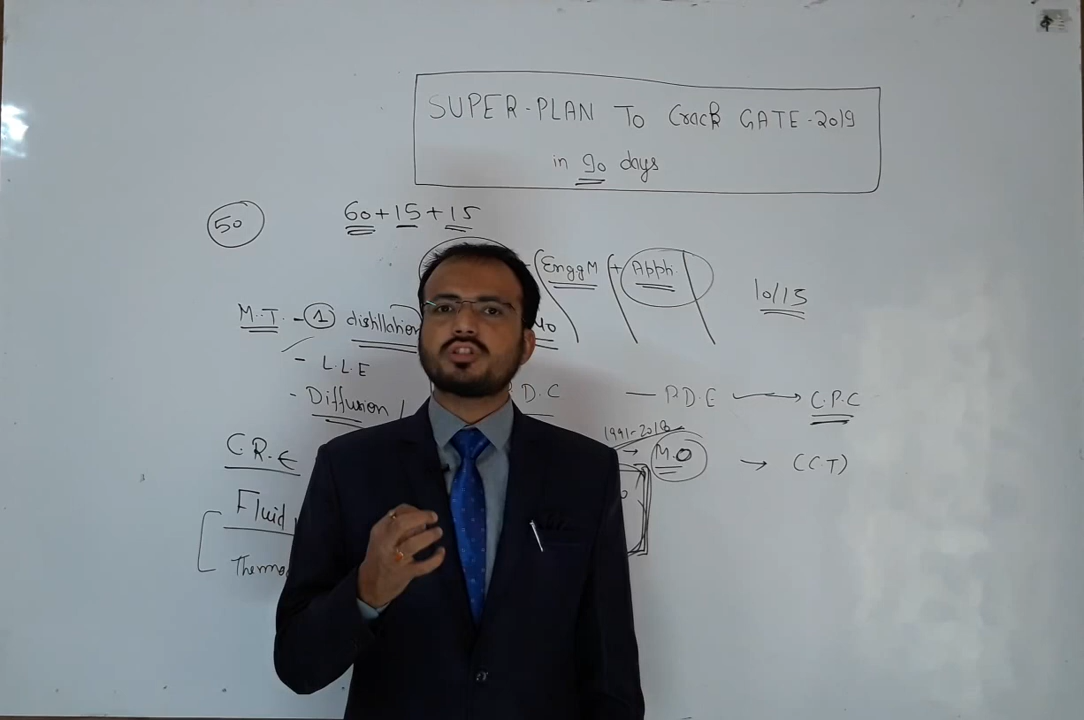 SUPER-PLAN To CracK GATE-2019
in 90 days
50 60+15+15
EnggM + Apph 10/15
M.T. - 1 distillation
- L.L.E
- Diffusion D.C — P.D.E → C.P.C
1991-2018
C.R.E → M.O → (C.T)
Fluid
Thermo